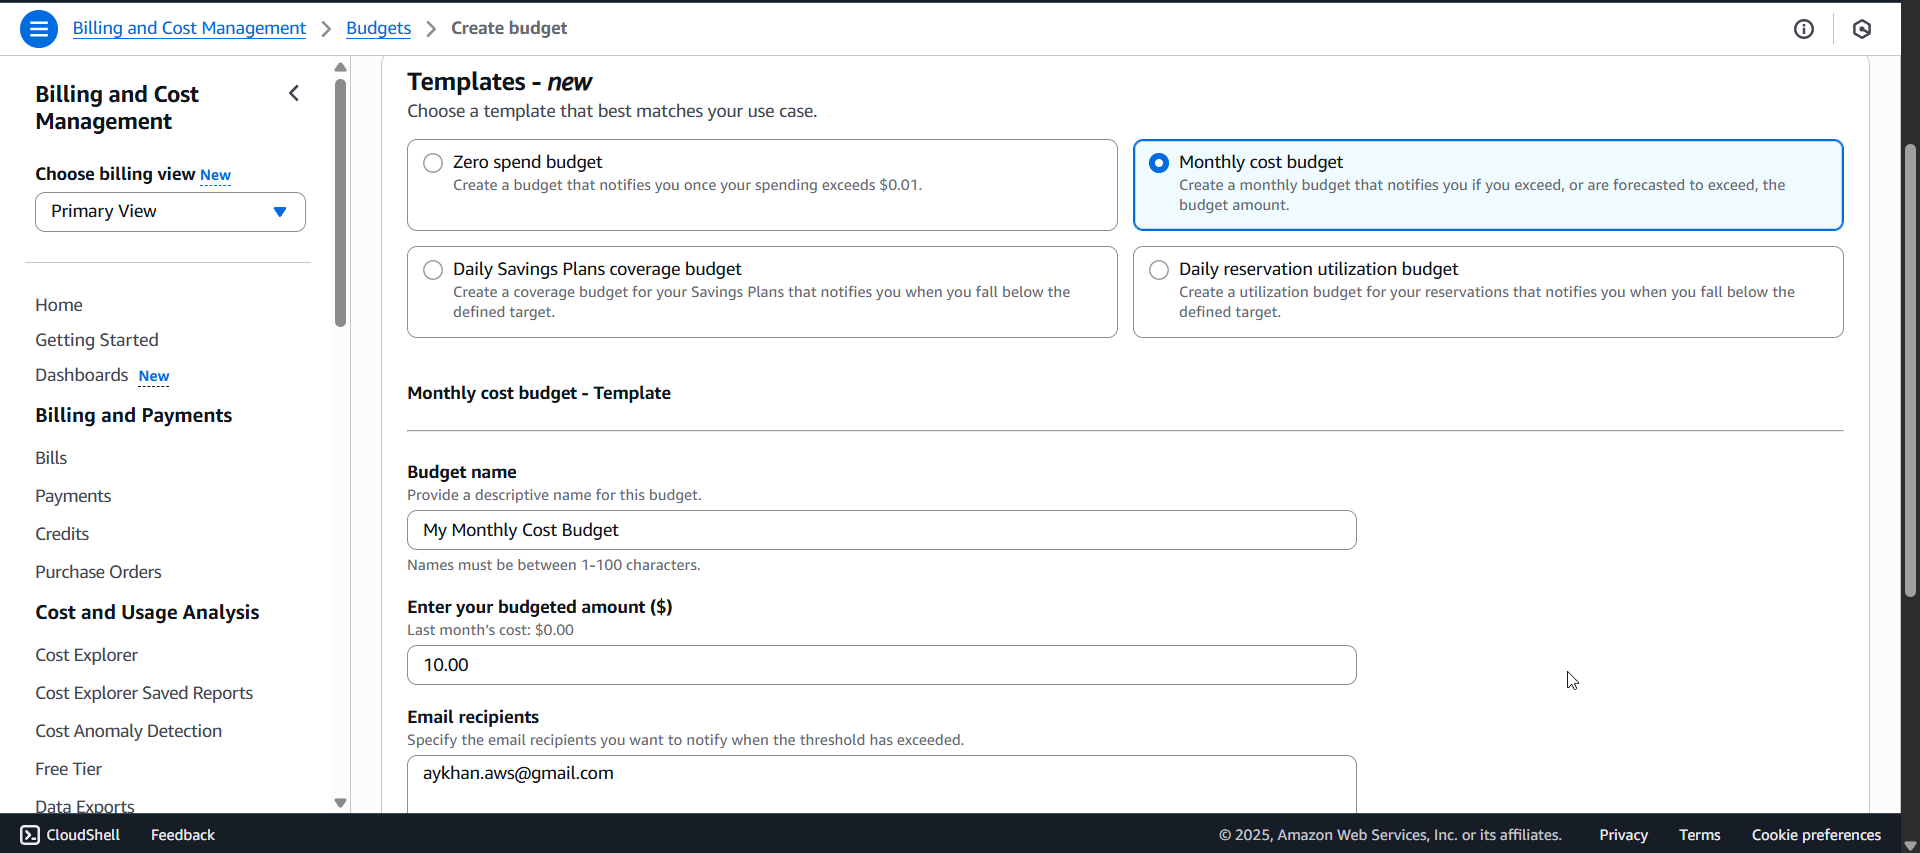 Billing and Cost Management > Budgets > Create budget
Billing and Cost
Management
Choose billing view New
Primary View
Home
Getting Started
Dashboards New
Billing and Payments
Bills
Payments
Credits
Purchase Orders
Cost and Usage Analysis
Cost Explorer
Cost Explorer Saved Reports
Cost Anomaly Detection
Free Tier
Data Exports
Templates - new
Choose a template that best matches your use case.
Zero spend budget
Create a budget that notifies you once your spending exceeds $0.01.
Monthly cost budget
Create a monthly budget that notifies you if you exceed, or are forecasted to exceed, the
budget amount.
Daily Savings Plans coverage budget
Create a coverage budget for your Savings Plans that notifies you when you fall below the
defined target.
Daily reservation utilization budget
Create a utilization budget for your reservations that notifies you when you fall below the
defined target.
Monthly cost budget - Template
Budget name
Provide a descriptive name for this budget.
My Monthly Cost Budget
Names must be between 1-100 characters.
Enter your budgeted amount ($)
Last month's cost: $0.00
10.00
Email recipients
Specify the email recipients you want to notify when the threshold has exceeded.
aykhan.aws@gmail.com
CloudShell Feedback © 2025, Amazon Web Services, Inc. or its affiliates. Privacy Terms Cookie preferences